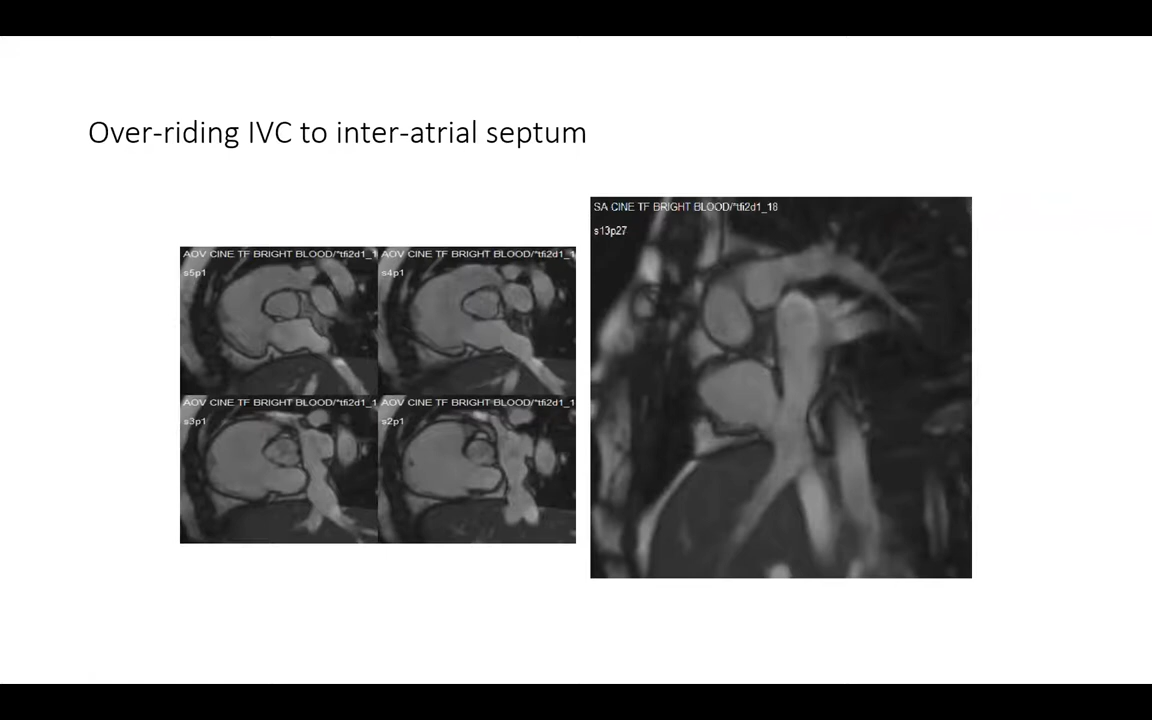 Over-riding IVC to inter-atrial septum
SA CINE TF BRIGHT BLOOD/*tfi2d1_18
s13p27
AOV CINE TF BRIGHT BLOOD/*tfi2d1_1
s5p1
AOV CINE TF BRIGHT BLOOD/*tfi2d1_1
s4p1
AOV CINE TF BRIGHT BLOOD/*tfi2d1_1
s3p1
AOV CINE TF BRIGHT BLOOD/*tfi2d1_1
s2p1